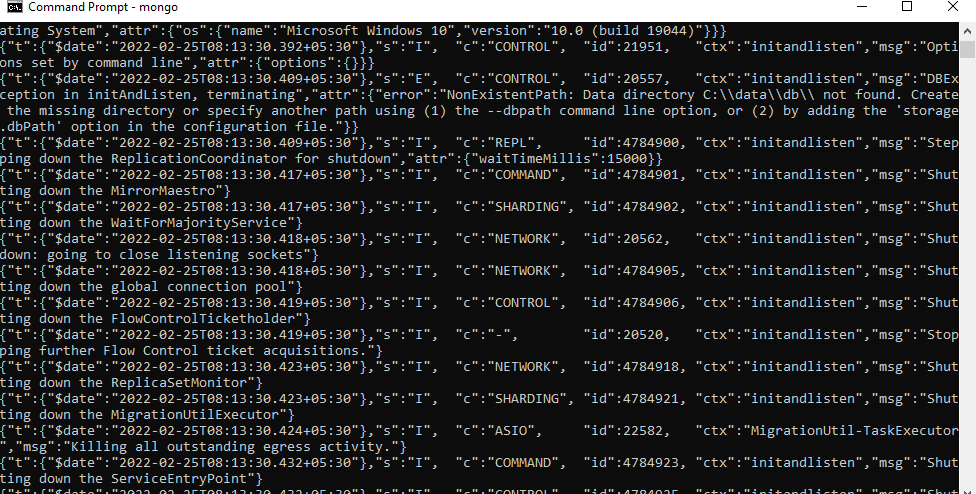 Command Prompt - mongo
ating System","attr":{"os":{"name":"Microsoft Windows 10","version":"10.0 (build 19044)"}}}
{"t":{"$date":"2022-02-25T08:13:30.392+05:30"},"s":"I",  "c":"CONTROL",  "id":21951,   "ctx":"initandlisten","msg":"Opti
ons set by command line","attr":{"options":{}}}
{"t":{"$date":"2022-02-25T08:13:30.409+05:30"},"s":"E",  "c":"CONTROL",  "id":20557,   "ctx":"initandlisten","msg":"DBEx
ception in initAndListen, terminating","attr":{"error":"NonExistentPath: Data directory C:\\data\\db\\ not found. Create
 the missing directory or specify another path using (1) the --dbpath command line option, or (2) by adding the 'storage
.dbPath' option in the configuration file."}}
{"t":{"$date":"2022-02-25T08:13:30.409+05:30"},"s":"I",  "c":"REPL",     "id":4784900, "ctx":"initandlisten","msg":"Step
ping down the ReplicationCoordinator for shutdown","attr":{"waitTimeMillis":15000}}
{"t":{"$date":"2022-02-25T08:13:30.417+05:30"},"s":"I",  "c":"COMMAND",  "id":4784901, "ctx":"initandlisten","msg":"Shut
ting down the MirrorMaestro"}
{"t":{"$date":"2022-02-25T08:13:30.417+05:30"},"s":"I",  "c":"SHARDING", "id":4784902, "ctx":"initandlisten","msg":"Shut
ting down the WaitForMajorityService"}
{"t":{"$date":"2022-02-25T08:13:30.418+05:30"},"s":"I",  "c":"NETWORK",  "id":20562,   "ctx":"initandlisten","msg":"Shut
down: going to close listening sockets"}
{"t":{"$date":"2022-02-25T08:13:30.418+05:30"},"s":"I",  "c":"NETWORK",  "id":4784905, "ctx":"initandlisten","msg":"Shut
ting down the global connection pool"}
{"t":{"$date":"2022-02-25T08:13:30.419+05:30"},"s":"I",  "c":"CONTROL",  "id":4784906, "ctx":"initandlisten","msg":"Shut
ting down the FlowControlTicketholder"}
{"t":{"$date":"2022-02-25T08:13:30.419+05:30"},"s":"I",  "c":"-",        "id":20520,   "ctx":"initandlisten","msg":"Stop
ping further Flow Control ticket acquisitions."}
{"t":{"$date":"2022-02-25T08:13:30.423+05:30"},"s":"I",  "c":"NETWORK",  "id":4784918, "ctx":"initandlisten","msg":"Shut
ting down the ReplicaSetMonitor"}
{"t":{"$date":"2022-02-25T08:13:30.423+05:30"},"s":"I",  "c":"SHARDING", "id":4784921, "ctx":"initandlisten","msg":"Shut
ting down the MigrationUtilExecutor"}
{"t":{"$date":"2022-02-25T08:13:30.424+05:30"},"s":"I",  "c":"ASIO",     "id":22582,   "ctx":"MigrationUtil-TaskExecutor
","msg":"Killing all outstanding egress activity."}
{"t":{"$date":"2022-02-25T08:13:30.432+05:30"},"s":"I",  "c":"COMMAND",  "id":4784923, "ctx":"initandlisten","msg":"Shut
ting down the ServiceEntryPoint"}
{"t":{"$date":"2022-02-25T08:13:30.432+05:30"},"s":"I",  "c":"CONTROL",  "id":4784925, "ctx":"initandlisten","msg":"Shut